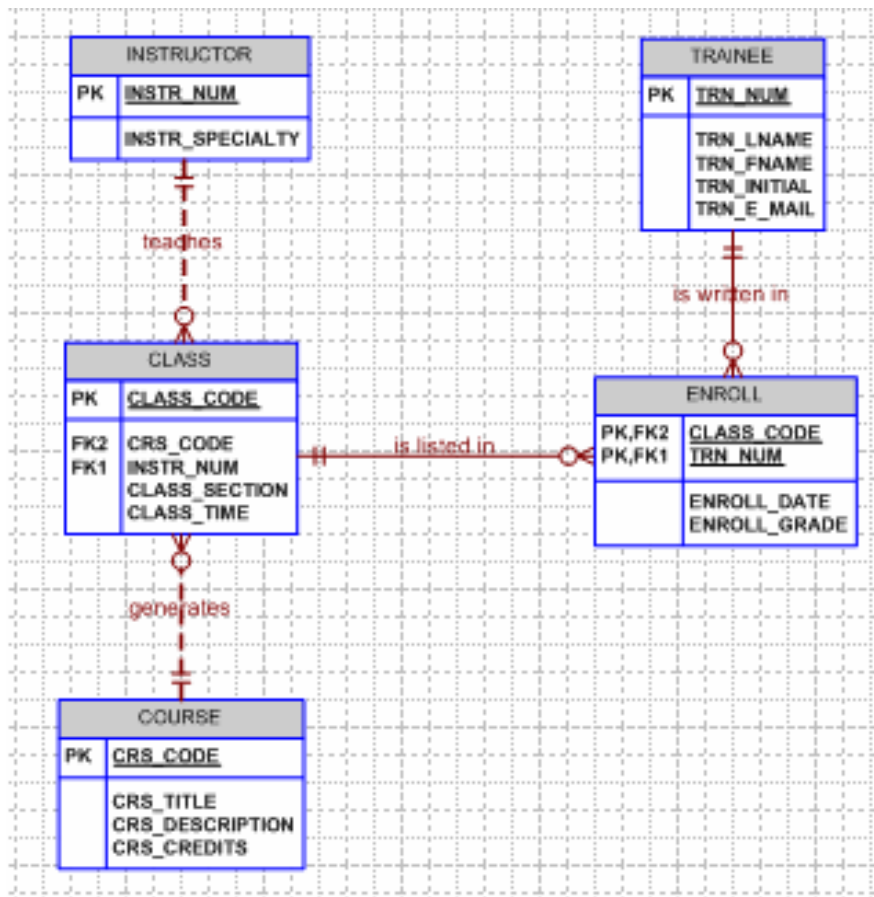 INSTRUCTOR
PK INSTR_NUM
INSTR_SPECIALTY
teaches
TRAINEE
PK TRN_NUM
TRN_LNAME
TRN_FNAME
TRN_INITIAL
TRN_E_MAIL
is written in
CLASS
PK CLASS_CODE
FK2 CRS_CODE
FK1 INSTR_NUM
CLASS_SECTION
CLASS_TIME
is listed in
ENROLL
PK,FK2 CLASS_CODE
PK,FK1 TRN_NUM
ENROLL_DATE
ENROLL_GRADE
generates
COURSE
PK CRS_CODE
CRS_TITLE
CRS_DESCRIPTION
CRS_CREDITS